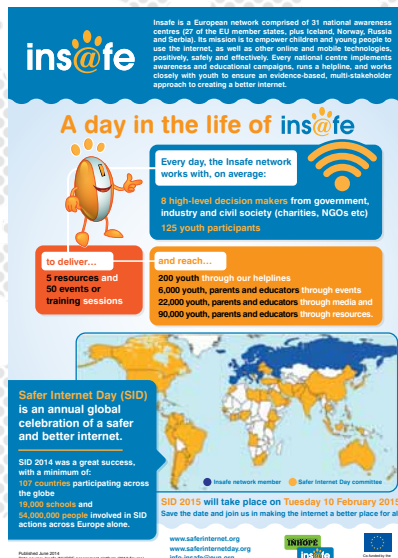 Insafe is a European network comprised of 31 national awareness
centres (27 of the EU member states, plus Iceland, Norway, Russia
and Serbia). Its mission is to empower children and young people to
use the internet, as well as other online and mobile technologies,
positively, safely and effectively. Every national centre implements
awareness and educational campaigns, runs a helpline, and works
closely with youth to ensure an evidence-based, multi-stakeholder
approach to creating a better internet.
ins@fe
A day in the life of ins@fe
Every day, the Insafe network
works with, on average:
8 high-level decision makers from government,
industry and civil society (charities, NGOs etc)
125 youth participants
to deliver…
5 resources and
50 events or
training sessions
and reach…
200 youth through our helplines
6,000 youth, parents and educators through events
22,000 youth, parents and educators through media and
90,000 youth, parents and educators through resources.
Safer Internet Day (SID)
is an annual global
celebration of a safer
and better internet.
SID 2014 was a great success,
with a minimum of:
107 countries participating across
the globe
19,000 schools and
54,000,000 people involved in SID
actions across Europe alone.
Insafe network member
Safer Internet Day committee
SID 2015 will take place on Tuesday 10 February 2015
Save the date and join us in making the internet a better place for al
Published June 2014
www.saferinternet.org
www.saferinternetday.org
INHOPE
ins@fe
Co-funded by the